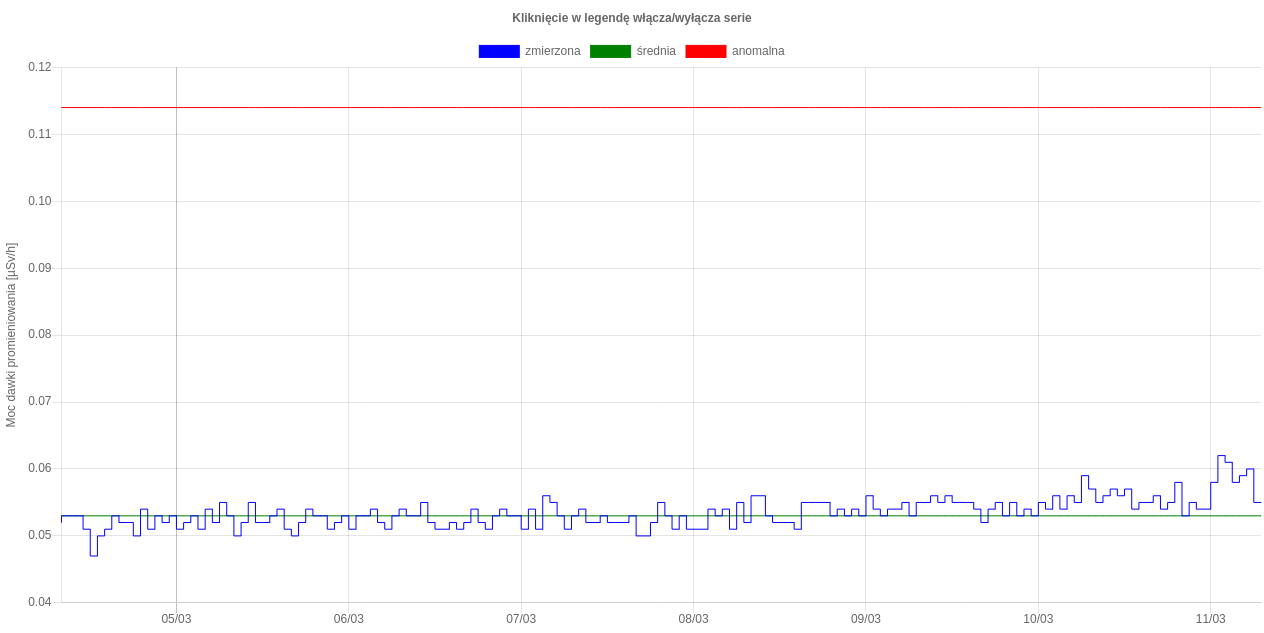 Kliknięcie w legendę włącza/wyłącza serie
zmierzona średnia anomalna
Moc dawki promieniowania [µSv/h]
0.12
0.11
0.10
0.09
0.08
0.07
0.06
0.05
0.04
05/03 06/03 07/03 08/03 09/03 10/03 11/03